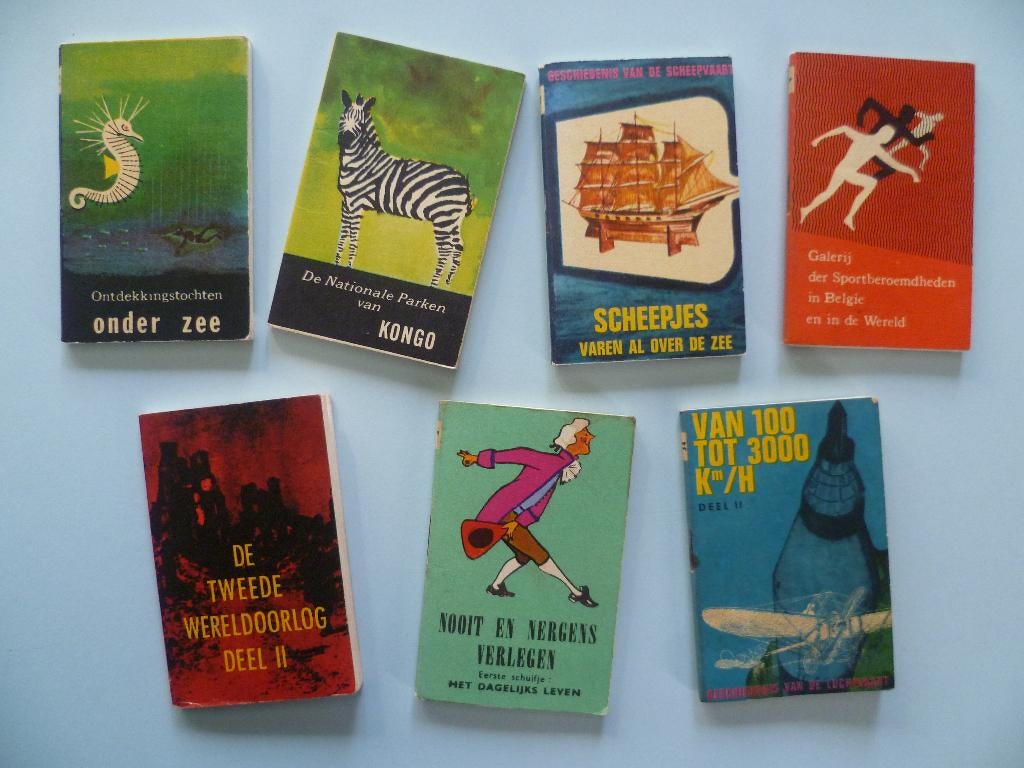 Ontdekkingstochten
onder zee
De Nationale Parken
van
KONGO
GESCHIEDENIS VAN DE SCHEEPVAART
SCHEEPJES
VAREN AL OVER DE ZEE
Galerij
der Sportberoemdheden
in Belgie
en in de Wereld
DE
TWEEDE
WERELDOORLOG
DEEL II
NOOIT EN NERGENS
VERLEGEN
Eerste schuifje :
HET DAGELIJKS LEVEN
VAN 100
TOT 3000
Km/H
DEEL II
GESCHIEDENIS VAN DE LUCHTVAART